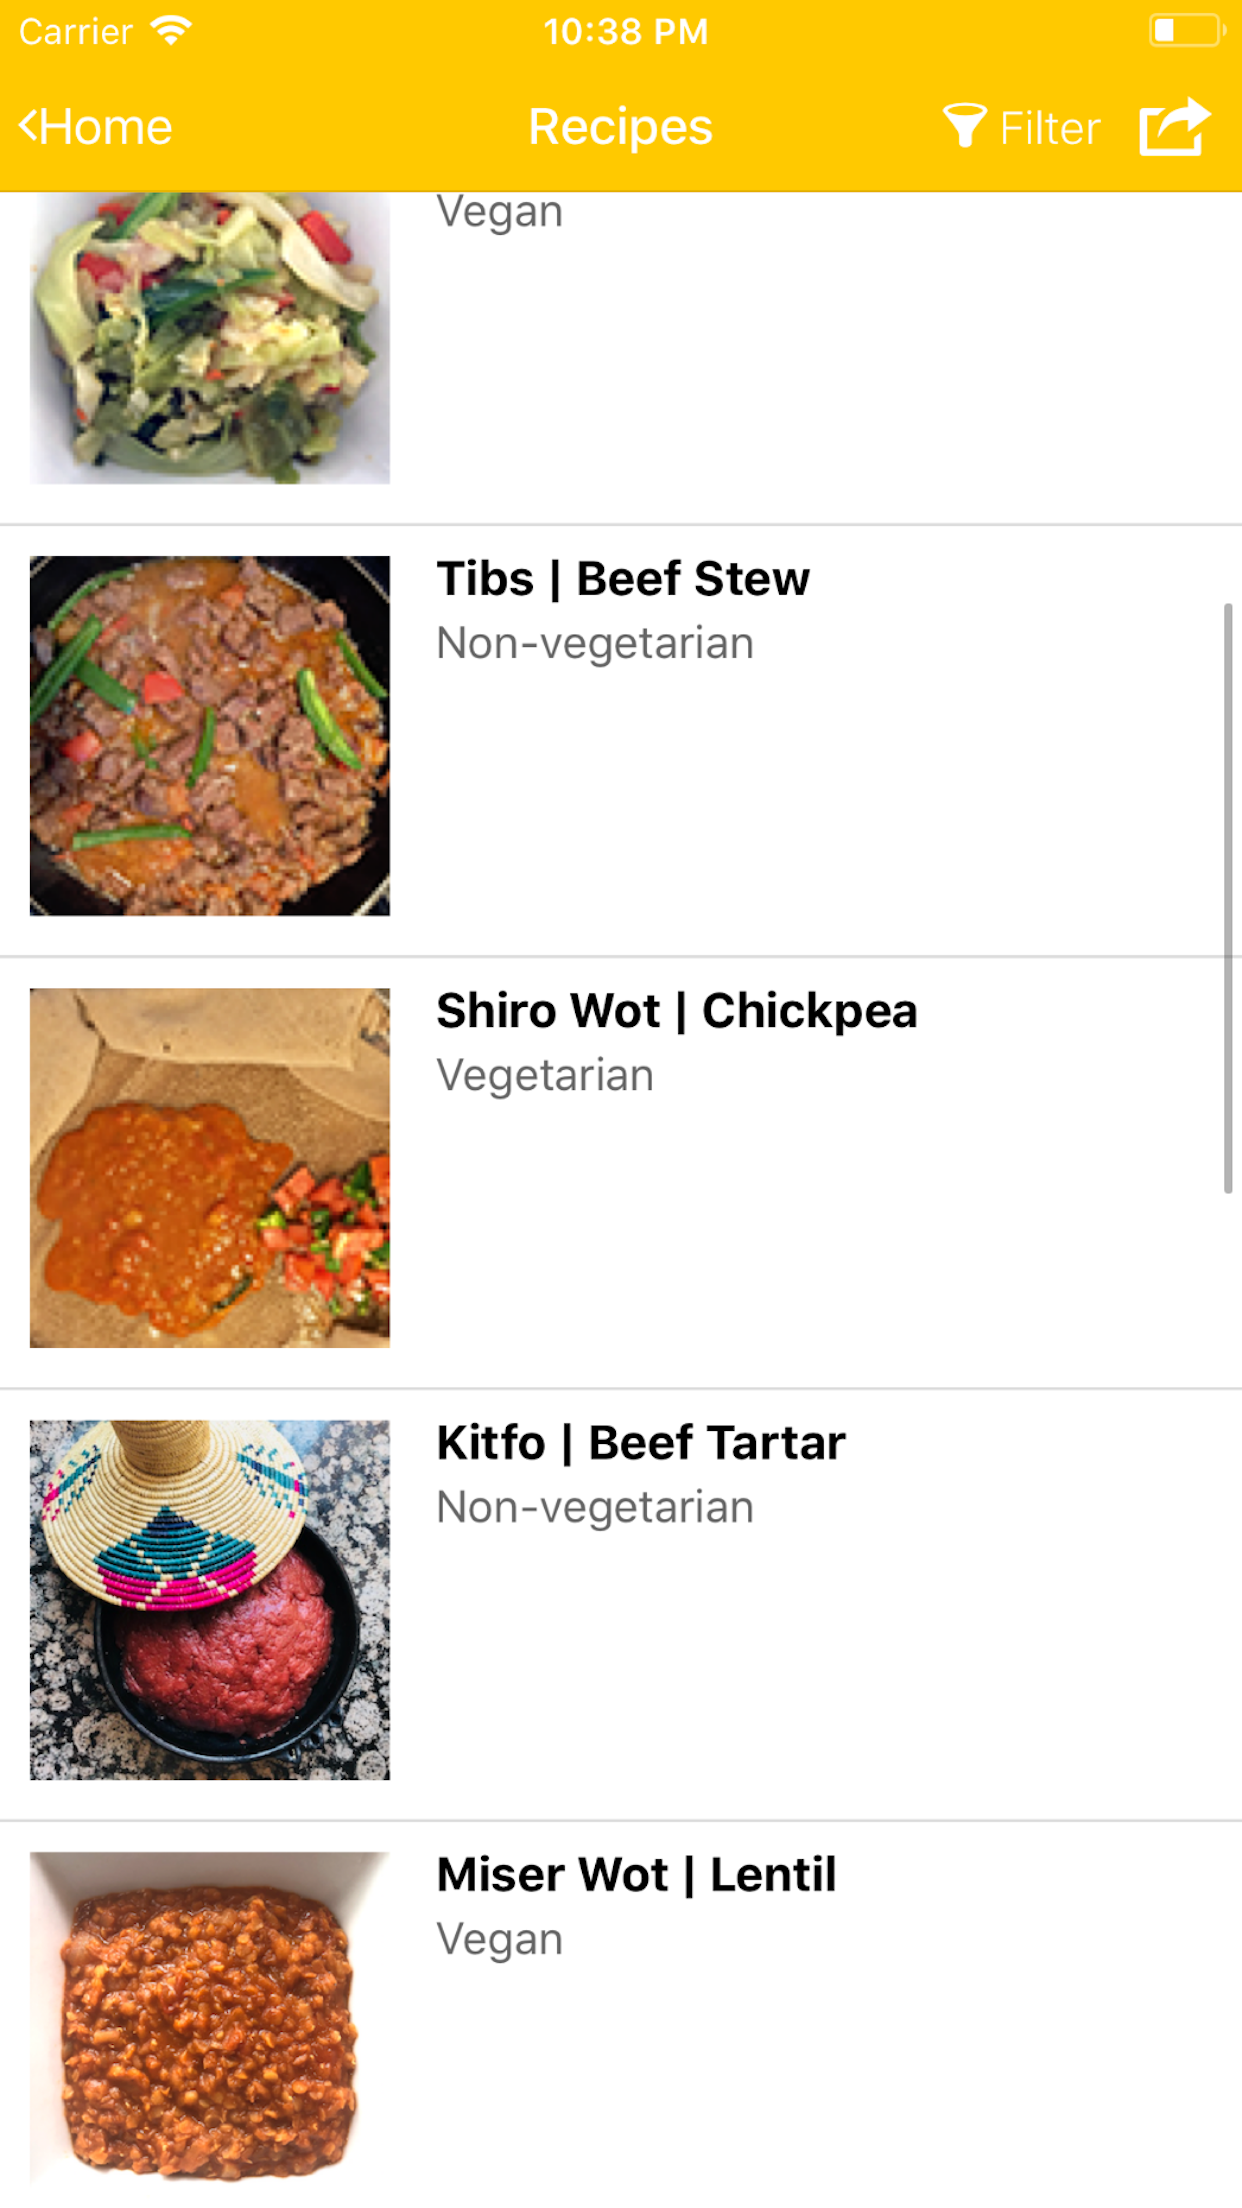 Carrier 10:38 PM
Home Recipes Filter
Vegan
Tibs | Beef Stew
Non-vegetarian
Shiro Wot | Chickpea
Vegetarian
Kitfo | Beef Tartar
Non-vegetarian
Miser Wot | Lentil
Vegan